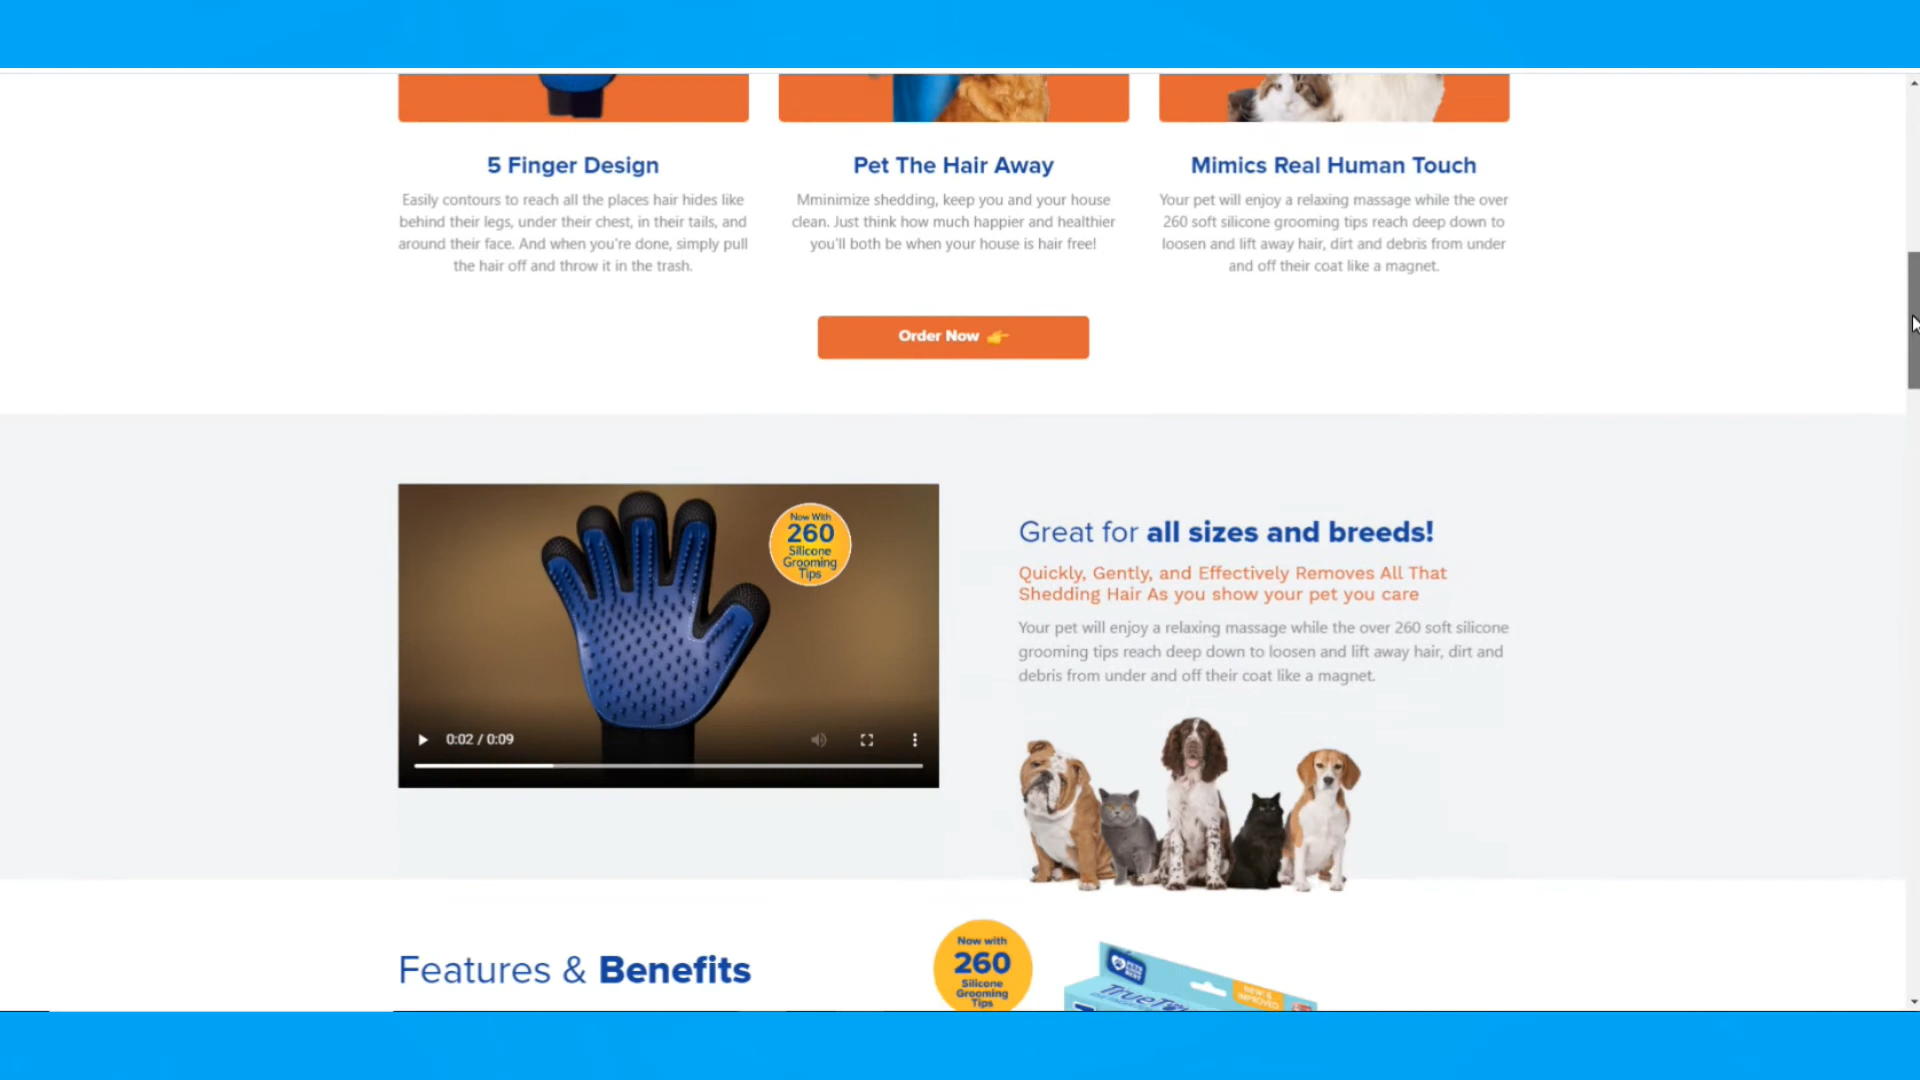 5 Finger Design
Easily contours to reach all the places hair hides like
behind their legs, under their chest, in their tails, and
around their face. And when you're done, simply pull
the hair off and throw it in the trash.
Pet The Hair Away
Mminimize shedding, keep you and your house
clean. Just think how much happier and healthier
you'll both be when your house is hair free!
Mimics Real Human Touch
Your pet will enjoy a relaxing massage while the over
260 soft silicone grooming tips reach deep down to
loosen and lift away hair, dirt and debris from under
and off their coat like a magnet.
Order Now
Now With
260
Silicone
Grooming
Tips
0:02 / 0:09
Great for all sizes and breeds!
Quickly, Gently, and Effectively Removes All That
Shedding Hair As you show your pet you care
Your pet will enjoy a relaxing massage while the over 260 soft silicone
grooming tips reach deep down to loosen and lift away hair, dirt and
debris from under and off their coat like a magnet.
Features & Benefits
Now with
260
Silicone
Grooming
Tips
NEW &
IMPROVED